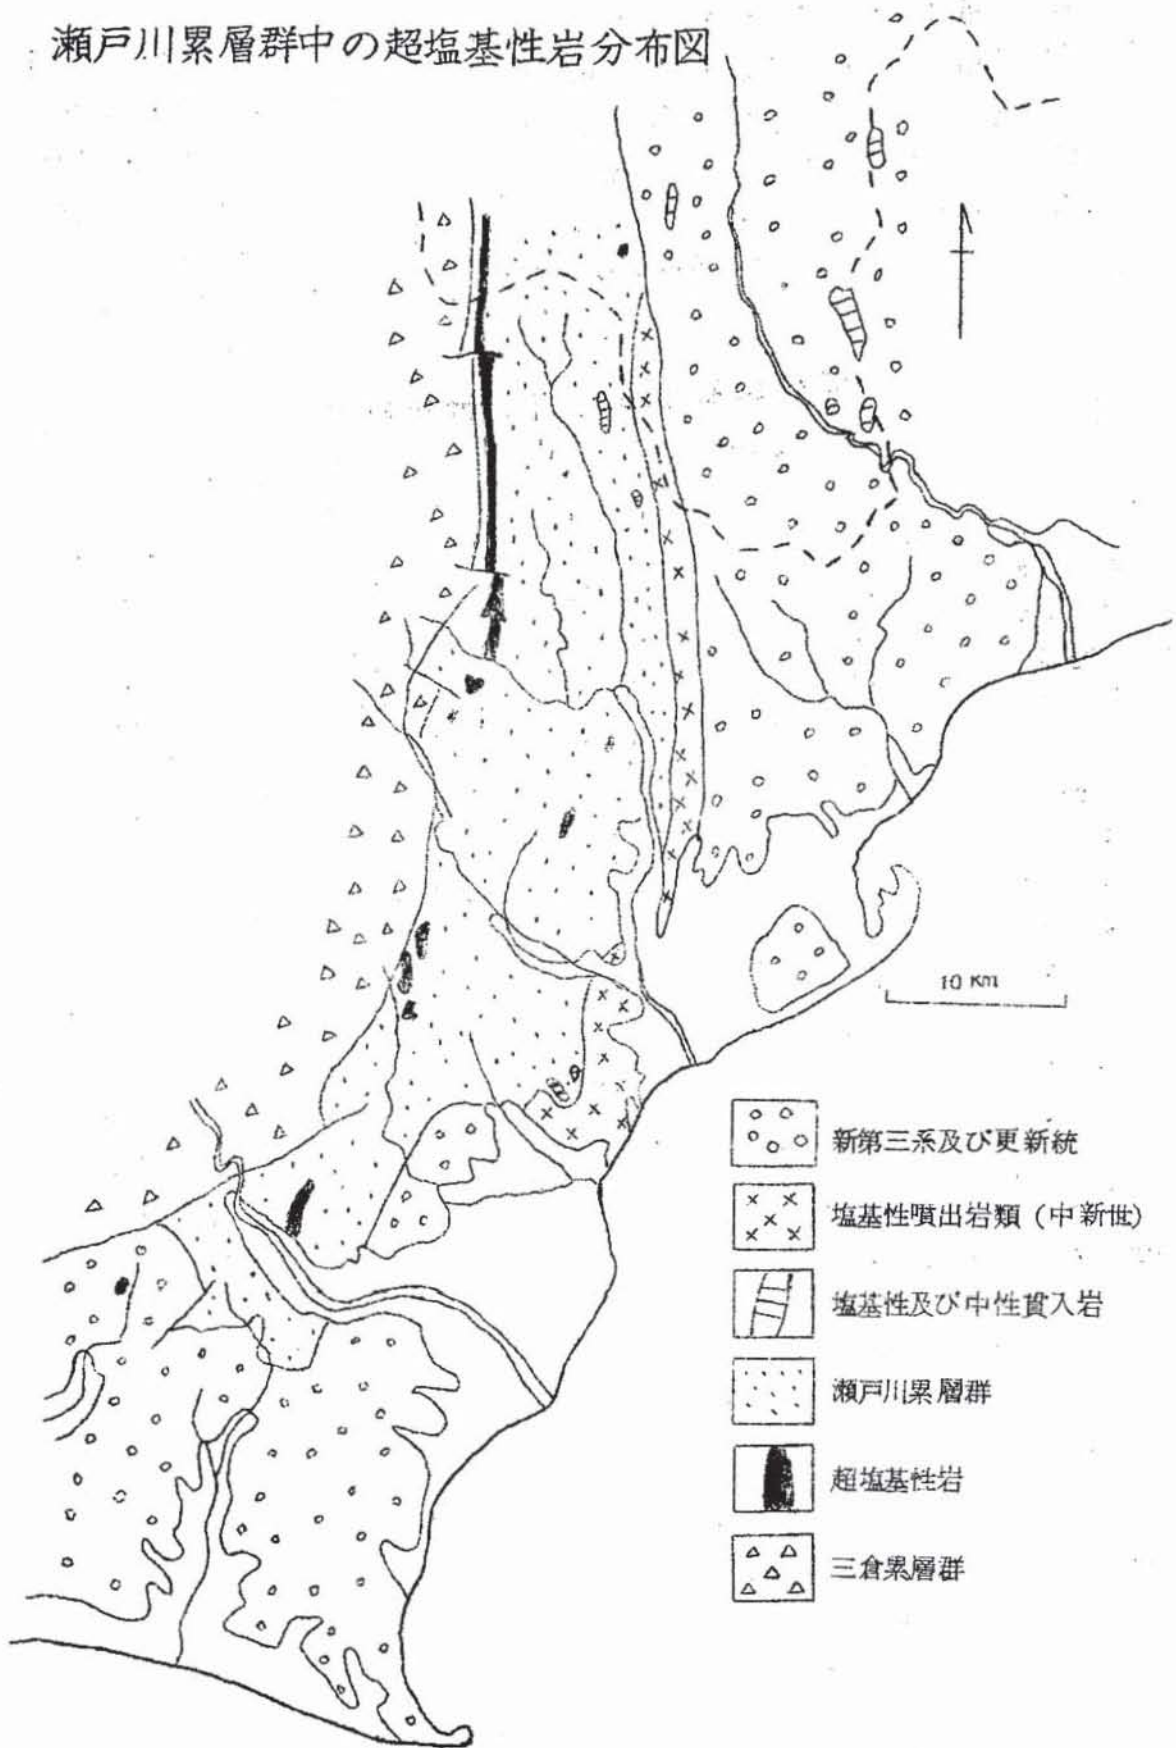 瀬戸川累層群中の超塩基性岩分布図
10 Km
新第三系及び更新統
塩基性噴出岩類（中新世）
塩基性及び中性貫入岩
瀬戸川累層群
超塩基性岩
三倉累層群